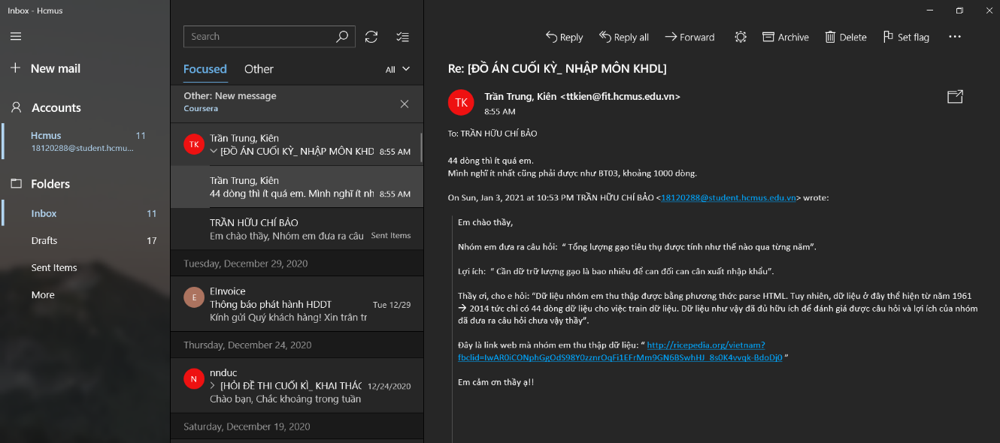 Inbox - Hcmus
New mail
Accounts
Hcmus 11
18120288@student.hcmu...
Folders
Inbox 11
Drafts 17
Sent Items
More
Search
Focused Other All
Other: New message
Coursera
TK
Trần Trung, Kiên
[ĐỒ ÁN CUỐI KỲ_ NHẬP MÔN KHD 8:55 AM
Trần Trung, Kiên
44 dòng thì ít quá em. Mình nghĩ ít nh 8:55 AM
TRẦN HỮU CHÍ BẢO
Em chào thầy, Nhóm em đưa ra câu Sent Items
Tuesday, December 29, 2020
E
EInvoice
Thông báo phát hành HDDT Tue 12/29
Kính gửi Quý khách hàng! Xin trân tr
Thursday, December 24, 2020
N
nnduc
[HỎI ĐỀ THI CUỐI KÌ_ KHAI THÁC 12/24/2020
Chào bạn, Chắc khoảng trong tuần
Saturday, December 19, 2020
Reply Reply all Forward Archive Delete Set flag
Re: [ĐỒ ÁN CUỐI KỲ_ NHẬP MÔN KHDL]
TK
Trần Trung, Kiên <ttkien@fit.hcmus.edu.vn>
8:55 AM
To: TRẦN HỮU CHÍ BẢO
44 dòng thì ít quá em.
Mình nghĩ ít nhất cũng phải được như BT03, khoảng 1000 dòng.
On Sun, Jan 3, 2021 at 10:53 PM TRẦN HỮU CHÍ BẢO <18120288@student.hcmus.edu.vn> wrote:
Em chào thầy,
Nhóm em đưa ra câu hỏi: “ Tổng lượng gạo tiêu thụ được tính như thế nào qua từng năm”.
Lợi ích: “ Cần dữ trữ lượng gạo là bao nhiêu để can đối can cân xuất nhập khẩu”.
Thầy ơi, cho e hỏi: “Dữ liệu nhóm em thu thập được bằng phương thức parse HTML. Tuy nhiên, dữ liệu ở đây thể hiện từ năm 1961
→ 2014 tức chỉ có 44 dòng dữ liệu cho việc train dữ liệu. Dữ liệu như vậy đã đủ hữu ích để đánh giá được câu hỏi và lợi ích của nhóm
đã đưa ra câu hỏi chưa vậy thầy”.
Đây là link web mà nhóm em thu thập dữ liệu: “ http://ricepedia.org/vietnam?
fbclid=IwAR0iCONphGgOdS98Y0zznrOqFi1EFrMm9GN6BSwhHJ_8s0K4vvqk-BdoDj0 ”
Em cảm ơn thầy ạ!!